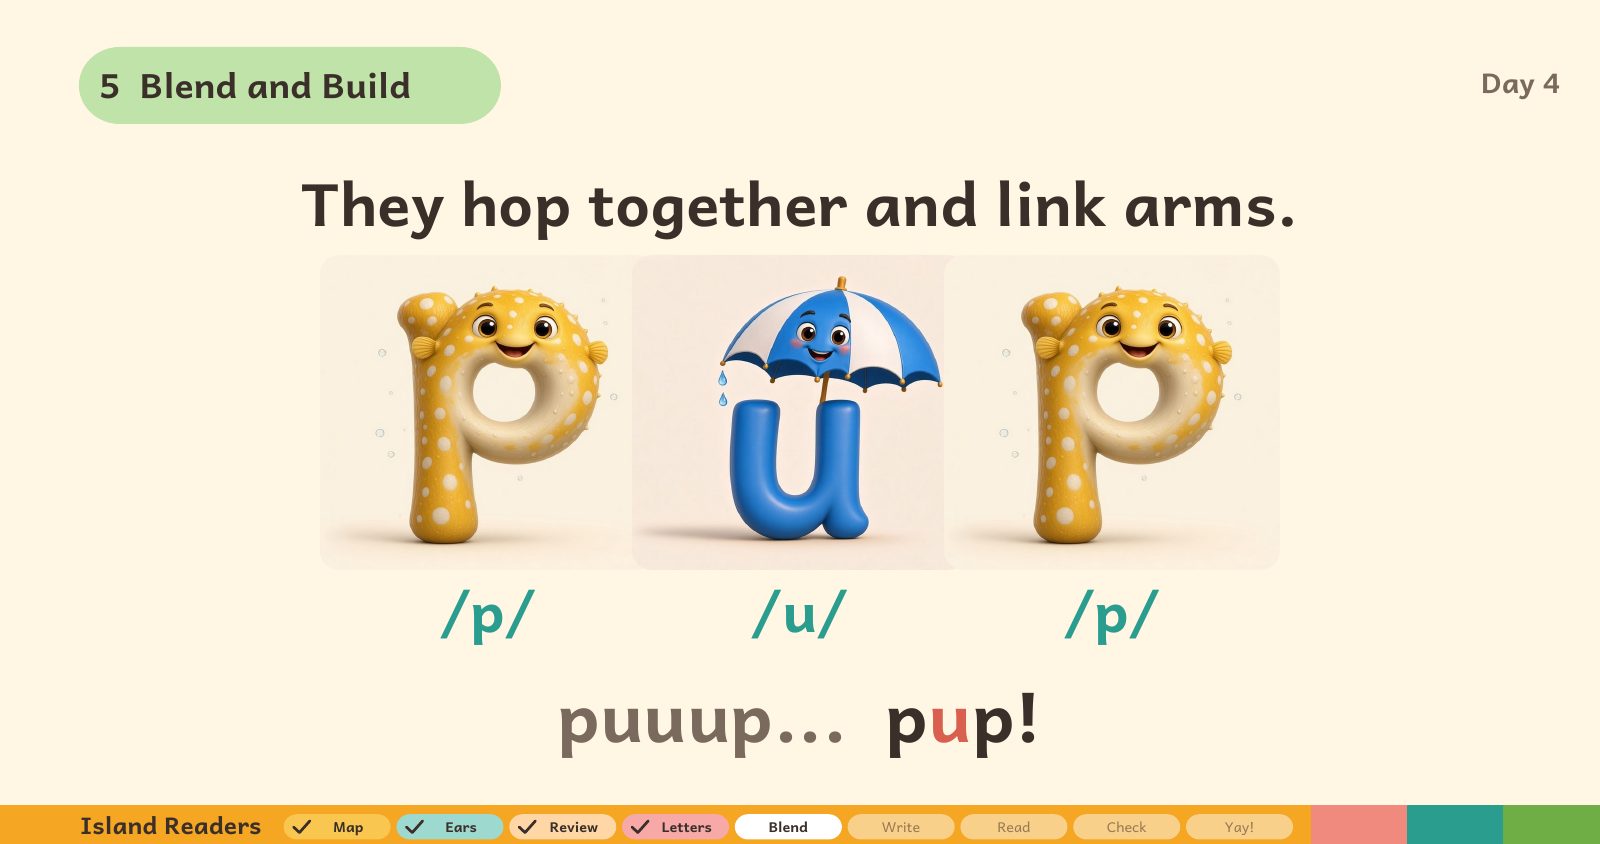 5 Blend and Build
Day 4
They hop together and link arms.
p u p
/p/ /u/ /p/
puuup... pup!
Island Readers Map Ears Review Letters Blend Write Read Check Yay!